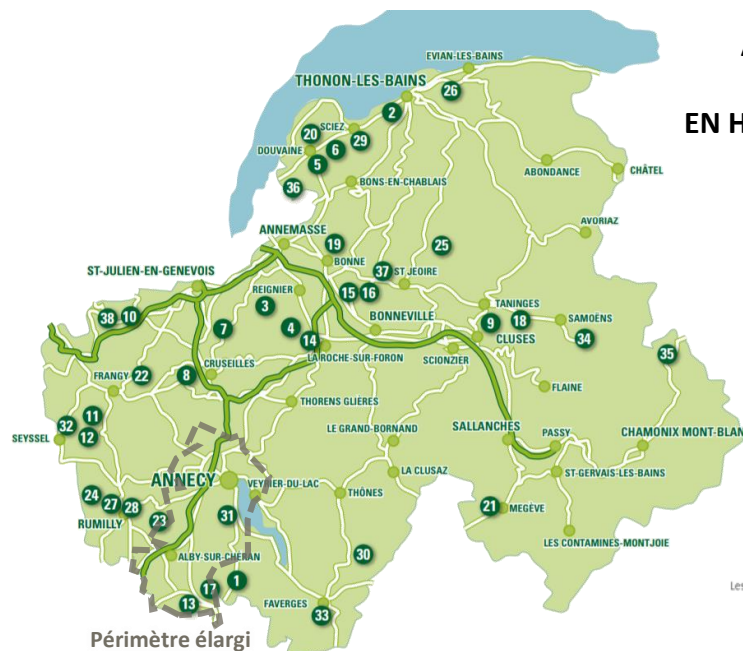 A
EVIAN-LES-BAINS
THONON-LES-BAINS
26
2
EN H
SCIEZ
20
29
6
DOUVAINE
5
ABONDANCE
CHÂTEL
36
BONS-EN-CHABLAIS
AVORIAZ
ANNEMASSE
19
25
BONNE
ST-JULIEN-EN-GENEVOIS
37
ST JEOIRE
REIGNIER
15
16
3
TANINGES
38
10
BONNEVILLE
9
18
SAMOËNS
7
4
14
CLUSES
34
LA ROCHE-SUR-FORON
SCIONZIER
35
CRUSEILLES
22
8
FRANGY
FLAINE
THORENS GLIÈRES
11
32
LE GRAND-BORNAND
SALLANCHES
PASSY
CHAMONIX MONT-BLAN
SEYSSEL
12
LA CLUSAZ
ST-GERVAIS-LES-BAINS
ANNECY
VEYRIER-DU-LAC
THÔNES
24
27
28
21
MEGÈVE
31
RUMILLY
23
LES CONTAMINES-MONTJOIE
ALBY-SUR-CHÉRAN
30
1
17
Les
13
FAVERGES
33
Périmètre élargi